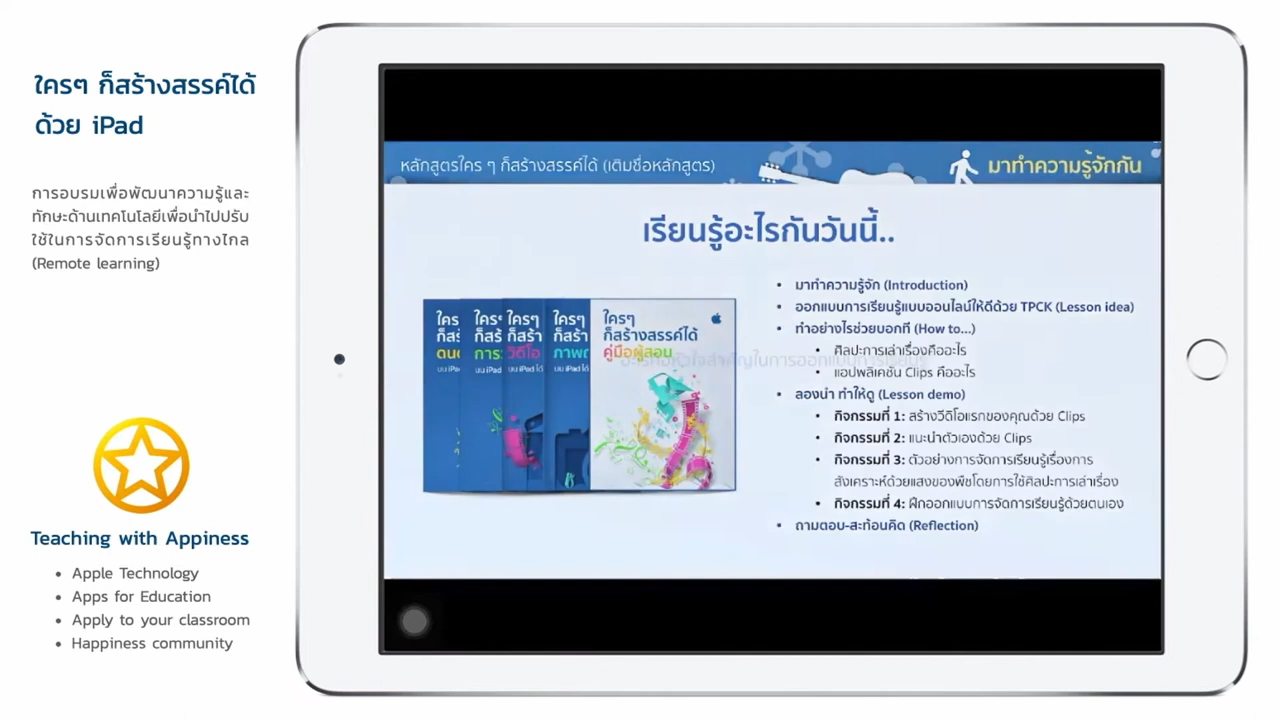 ใครๆ ก็สร้างสรรค์ได้
ด้วย iPad
การอบรมเพื่อพัฒนาความรู้และ
ทักษะด้านเทคโนโลยีเพื่อนำไปปรับ
ใช้ในการจัดการเรียนรู้ทางไกล
(Remote learning)
Teaching with Appiness
• Apple Technology
• Apps for Education
• Apply to your classroom
• Happiness community
หลักสูตรใคร ๆ ก็สร้างสรรค์ได้ (เติมชื่อหลักสูตร)
มาทำความรู้จักกัน
เรียนรู้อะไรกันวันนี้..
ใครๆ
ก็สร้างสรรค์ได้
คู่มือผู้สอน
• มาทำความรู้จัก (Introduction)
• ออกแบบการเรียนรู้แบบออนไลน์ให้ดีด้วย TPCK (Lesson idea)
• ทำอย่างไรช่วยบอกที (How to...)
• ศิลปะการเล่าเรื่องคืออะไร
• แอปพลิเคชัน Clips คืออะไร
• ลองนำ ทำให้ดู (Lesson demo)
• กิจกรรมที่ 1: สร้างวีดิโอแรกของคุณด้วย Clips
• กิจกรรมที่ 2: แนะนำตัวเองด้วย Clips
• กิจกรรมที่ 3: ตัวอย่างการจัดการเรียนรู้เรื่องการ
สังเคราะห์ด้วยแสงของพืชโดยการใช้ศิลปะการเล่าเรื่อง
• กิจกรรมที่ 4: ฝึกออกแบบการจัดการเรียนรู้ด้วยตนเอง
• ถามตอบ-สะท้อนคิด (Reflection)